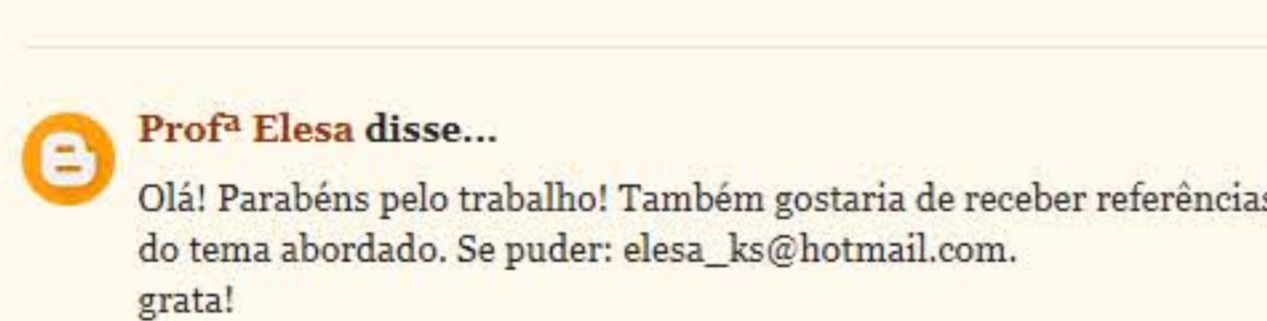 Profª Elesa disse...
Olá! Parabéns pelo trabalho! Também gostaria de receber referências
do tema abordado. Se puder: elesa_ks@hotmail.com.
grata!